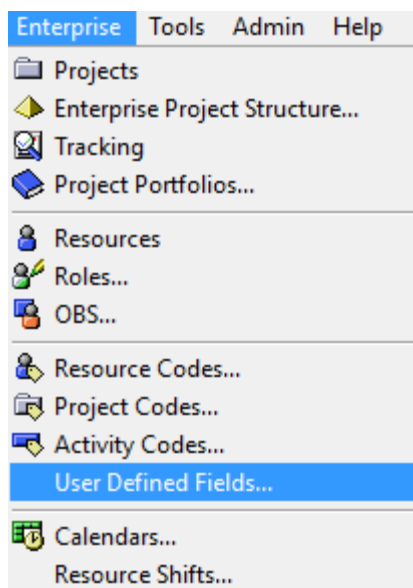 Enterprise Tools Admin Help
Projects
Enterprise Project Structure...
Tracking
Project Portfolios...
Resources
Roles...
OBS...
Resource Codes...
Project Codes...
Activity Codes...
User Defined Fields...
Calendars...
Resource Shifts...